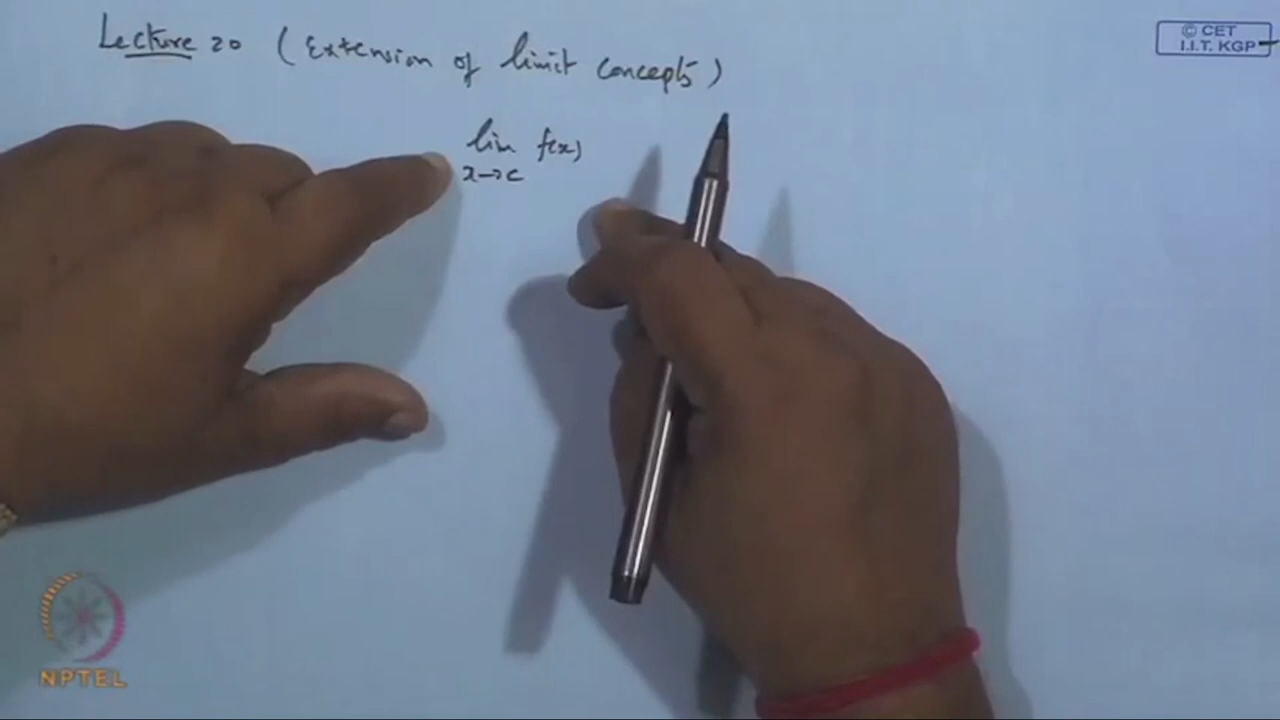 Lecture 20 (Extension of limit concepts)
© CET
I.I.T. KGP
lim f(x)
x→c
NPTEL